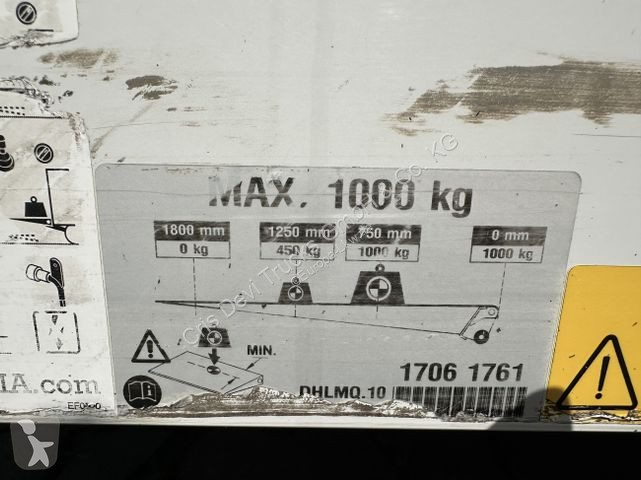 MAX. 1000 kg
1800 mm 1250 mm 750 mm 0 mm
0 kg 450 kg 1000 kg 1000 kg
MIN.
1706 1761
DHLMQ.10
IA.com